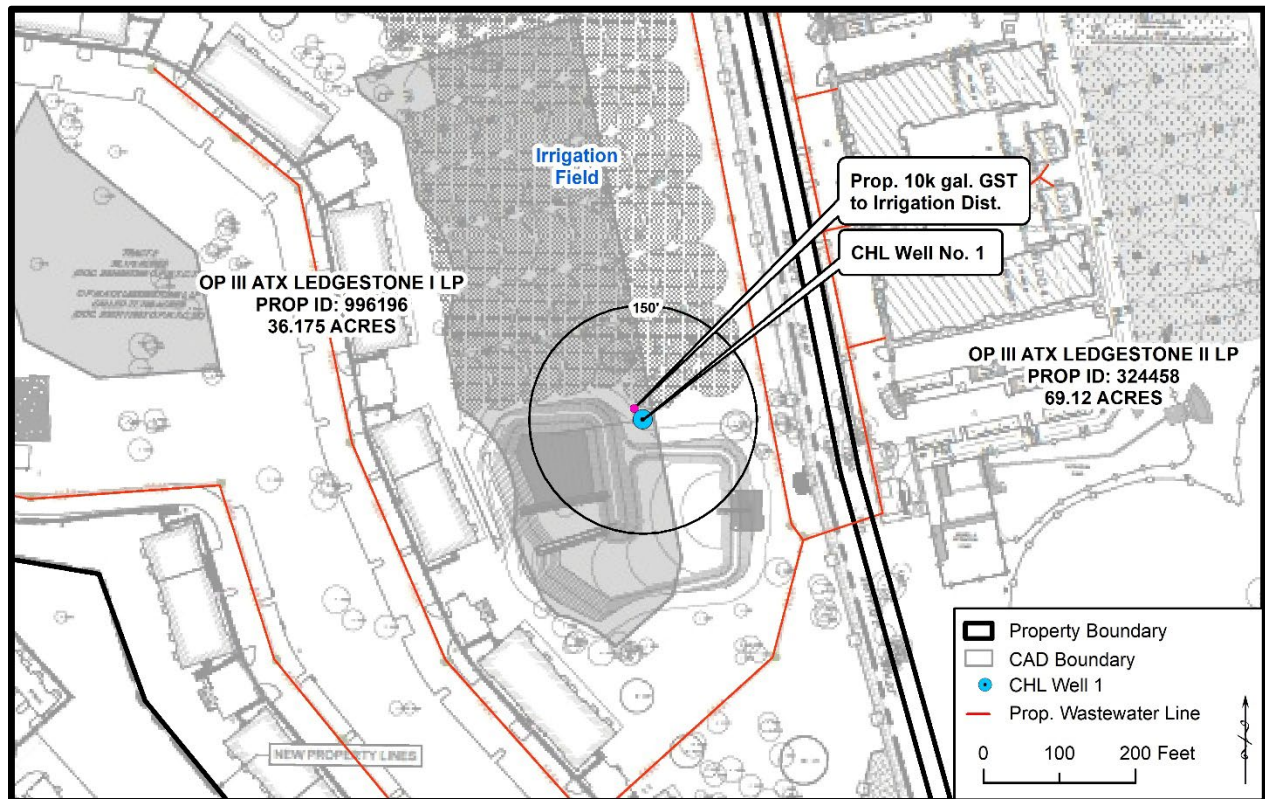 Irrigation
Field
Prop. 10k gal. GST
to Irrigation Dist.
CHL Well No. 1
OP III ATX LEDGESTONE I LP
PROP ID: 996196
36.175 ACRES
150'
OP III ATX LEDGESTONE II LP
PROP ID: 324458
69.12 ACRES
NEW PROPERTY LINES
Property Boundary
CAD Boundary
CHL Well 1
Prop. Wastewater Line
0 100 200 Feet